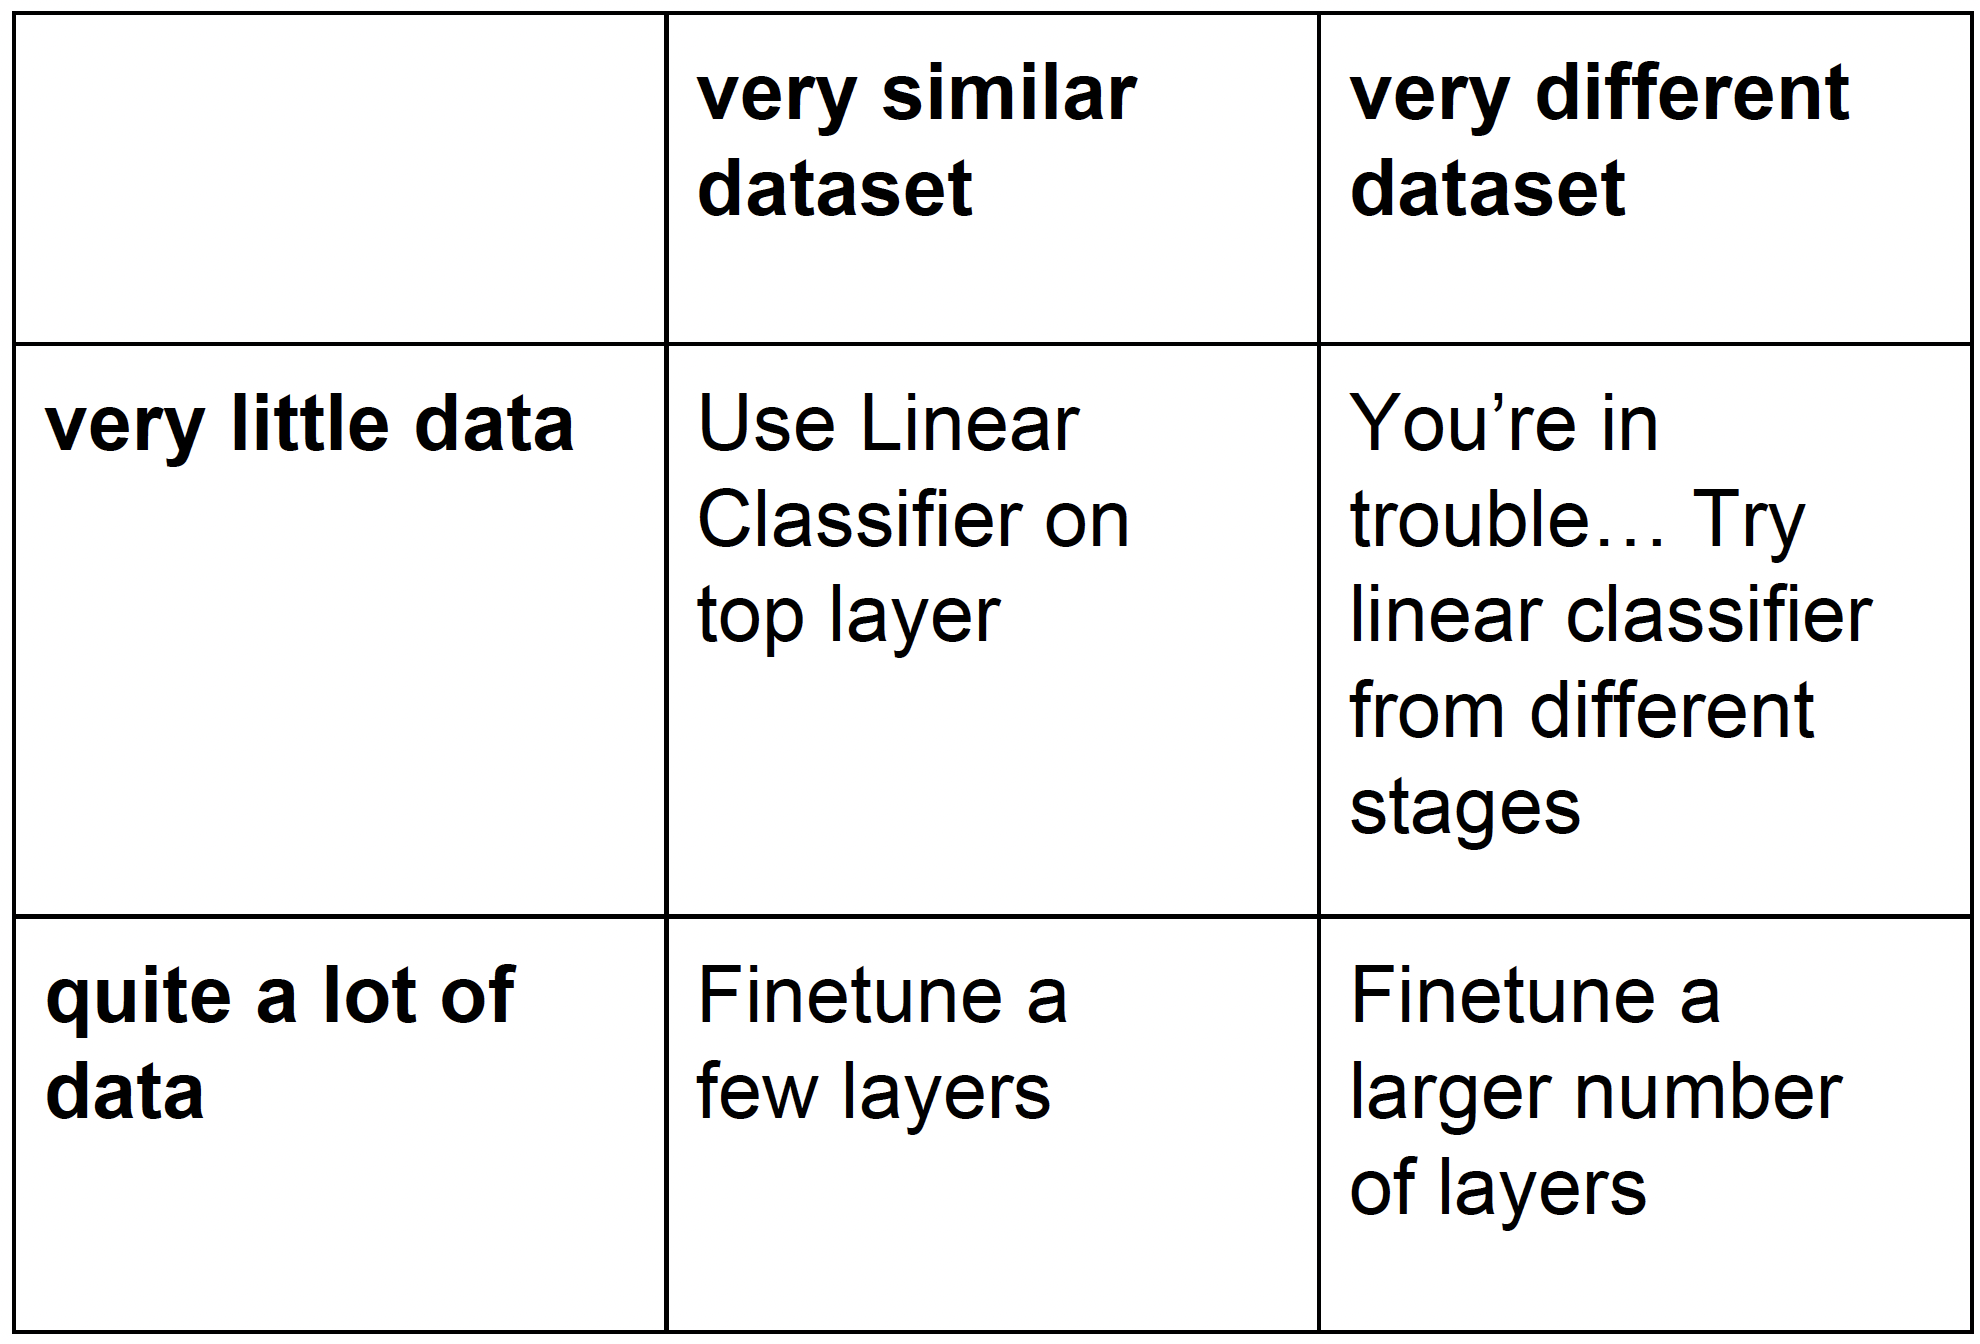 very similar
dataset
very different
dataset
very little data
Use Linear
Classifier on
top layer
You’re in
trouble… Try
linear classifier
from different
stages
quite a lot of
data
Finetune a
few layers
Finetune a
larger number
of layers